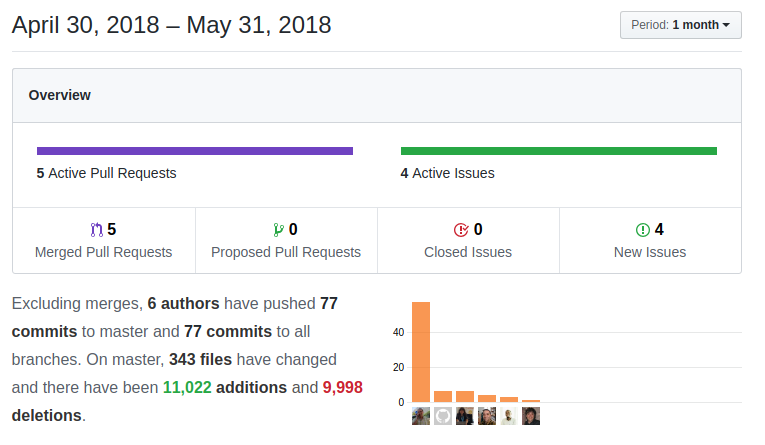 April 30, 2018 – May 31, 2018
Period: 1 month
Overview
5 Active Pull Requests
4 Active Issues
5
Merged Pull Requests
0
Proposed Pull Requests
0
Closed Issues
4
New Issues
Excluding merges, 6 authors have pushed 77
commits to master and 77 commits to all
branches. On master, 343 files have changed
and there have been 11,022 additions and 9,998
deletions.
40
20
0